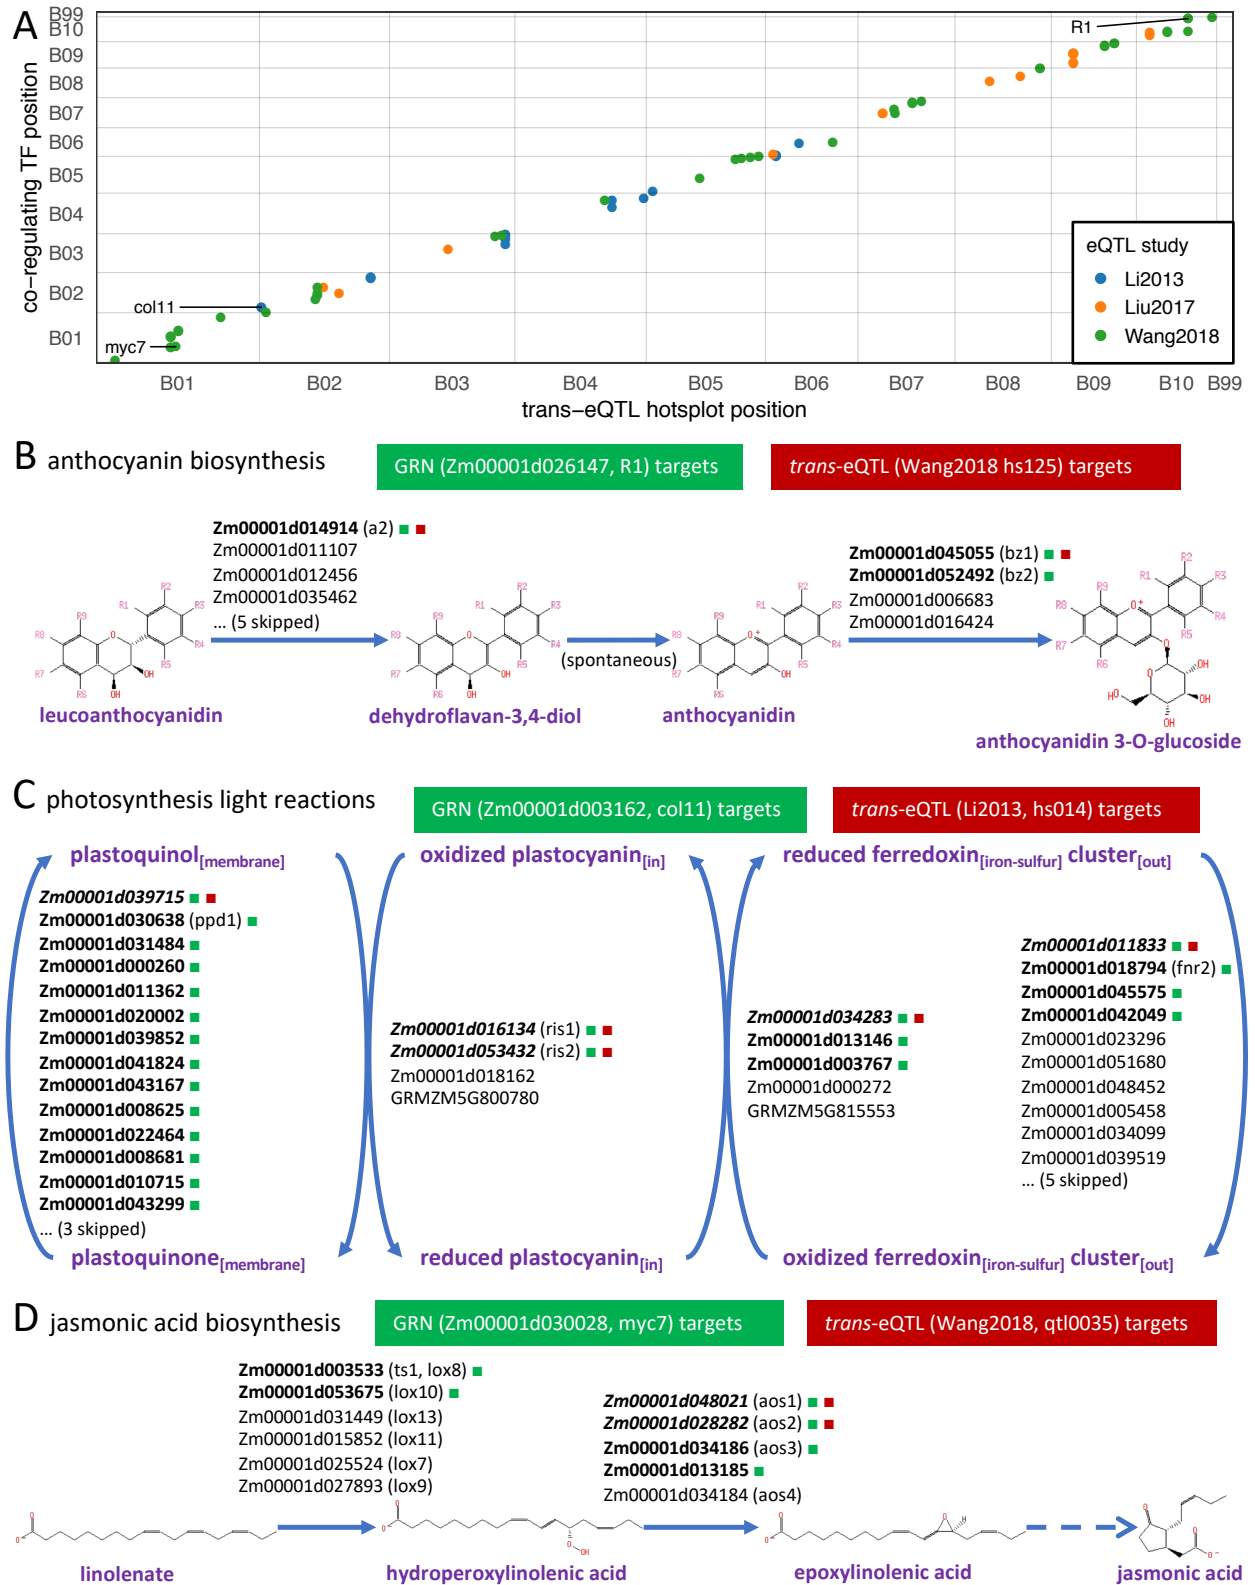 A
co-regulating TF position
B99
B10
B09
B08
B07
B06
B05
B04
B03
B02
B01
R1
col11
myc7
eQTL study
Li2013
Liu2017
Wang2018
B01 B02 B03 B04 B05 B06 B07 B08 B09 B10 B99
trans−eQTL hotsplot position
B anthocyanin biosynthesis
GRN (Zm00001d026147, R1) targets
trans-eQTL (Wang2018 hs125) targets
Zm00001d014914 (a2)
Zm00001d011107
Zm00001d012456
Zm00001d035462
... (5 skipped)
(spontaneous)
Zm00001d045055 (bz1)
Zm00001d052492 (bz2)
Zm00001d006683
Zm00001d016424
leucoanthocyanidin
dehydroflavan-3,4-diol
anthocyanidin
anthocyanidin 3-O-glucoside
C photosynthesis light reactions
GRN (Zm00001d003162, col11) targets
trans-eQTL (Li2013, hs014) targets
plastoquinol[membrane]
oxidized plastocyanin[in]
reduced ferredoxin[iron-sulfur] cluster[out]
Zm00001d039715
Zm00001d030638 (ppd1)
Zm00001d031484
Zm00001d000260
Zm00001d011362
Zm00001d020002
Zm00001d039852
Zm00001d041824
Zm00001d043167
Zm00001d008625
Zm00001d022464
Zm00001d008681
Zm00001d010715
Zm00001d043299
... (3 skipped)
Zm00001d016134 (ris1)
Zm00001d053432 (ris2)
Zm00001d018162
GRMZM5G800780
Zm00001d034283
Zm00001d013146
Zm00001d003767
Zm00001d000272
GRMZM5G815553
Zm00001d011833
Zm00001d018794 (fnr2)
Zm00001d045575
Zm00001d042049
Zm00001d023296
Zm00001d051680
Zm00001d048452
Zm00001d005458
Zm00001d034099
Zm00001d039519
... (5 skipped)
plastoquinone[membrane]
reduced plastocyanin[in]
oxidized ferredoxin[iron-sulfur] cluster[out]
D jasmonic acid biosynthesis
GRN (Zm00001d030028, myc7) targets
trans-eQTL (Wang2018, qtl0035) targets
Zm00001d003533 (ts1, lox8)
Zm00001d053675 (lox10)
Zm00001d031449 (lox13)
Zm00001d015852 (lox11)
Zm00001d025524 (lox7)
Zm00001d027893 (lox9)
Zm00001d048021 (aos1)
Zm00001d028282 (aos2)
Zm00001d034186 (aos3)
Zm00001d013185
Zm00001d034184 (aos4)
linolenate
hydroperoxylinolenic acid
epoxylinolenic acid
jasmonic acid